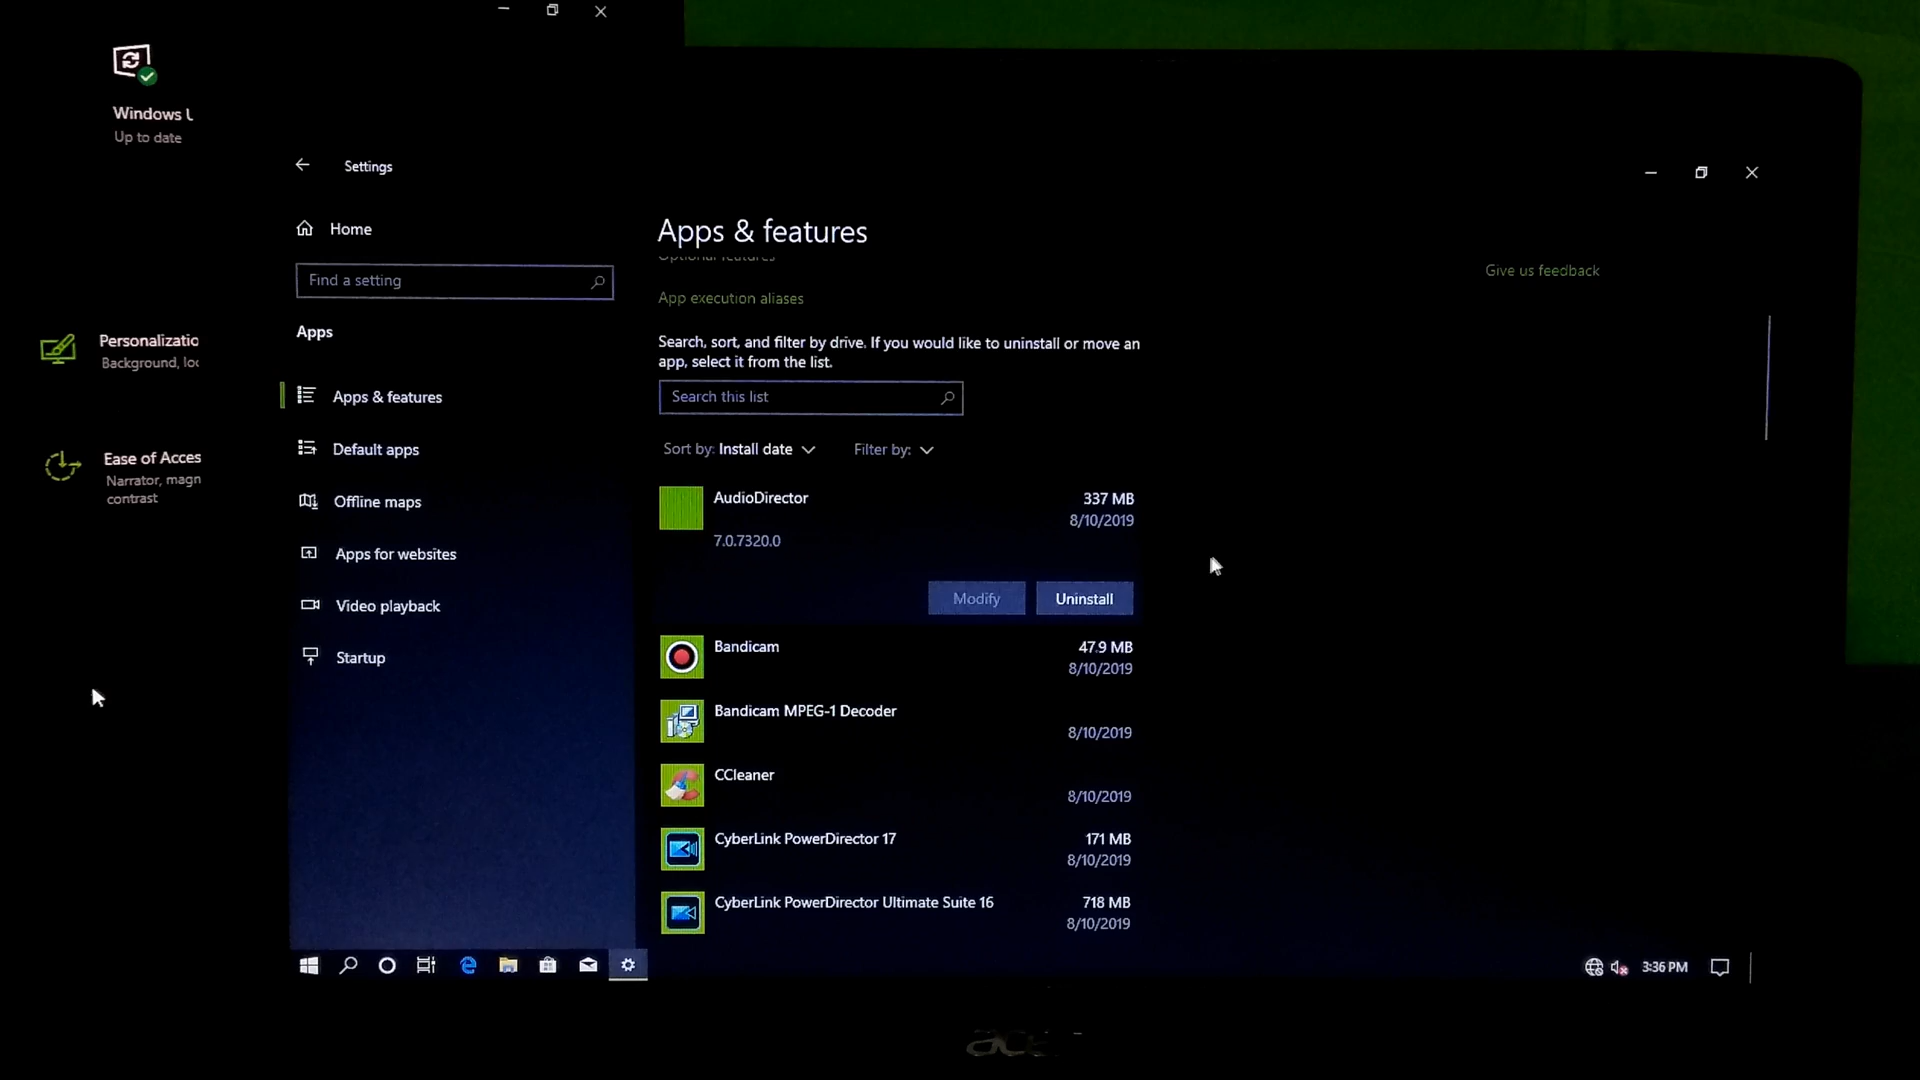 Windows U
Up to date
Settings
Home
Find a setting
Apps
Personalizatio
Background, loc
Apps & features
Default apps
Ease of Acces
Narrator, magn
contrast
Offline maps
Apps for websites
Video playback
Startup
Apps & features
Optional features
Give us feedback
App execution aliases
Search, sort, and filter by drive. If you would like to uninstall or move an
app, select it from the list.
Search this list
Sort by: Install date
Filter by:
AudioDirector 337 MB
8/10/2019
7.0.7320.0
Modify Uninstall
Bandicam 47.9 MB
8/10/2019
Bandicam MPEG-1 Decoder
8/10/2019
CCleaner
8/10/2019
CyberLink PowerDirector 17 171 MB
8/10/2019
CyberLink PowerDirector Ultimate Suite 16 718 MB
8/10/2019
3:36 PM
acer